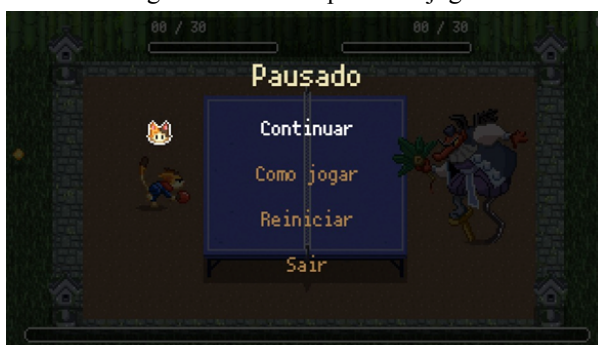 00 / 30
00 / 30
Pausado
Continuar
Como jogar
Reiniciar
Sair